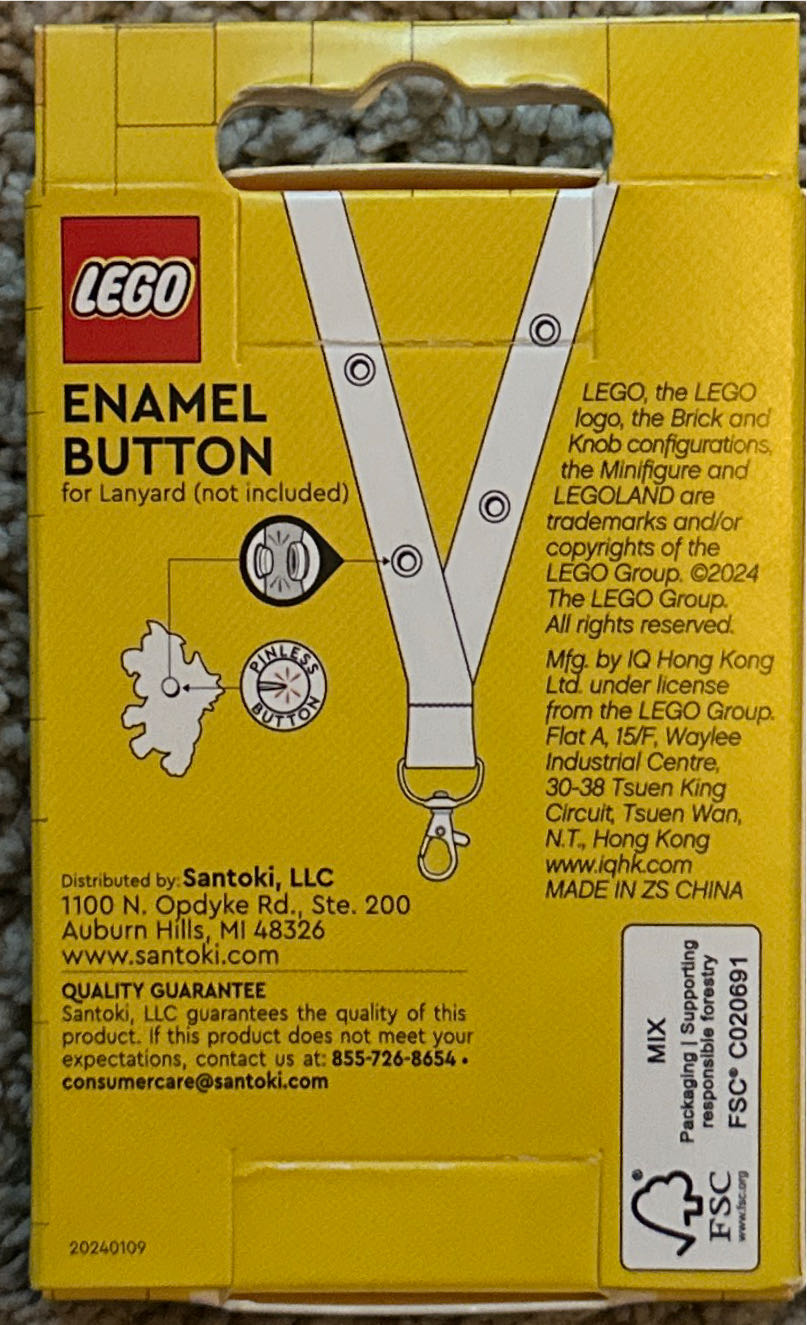 LEGO
ENAMEL
BUTTON
for Lanyard (not included)
PINLESS
BUTTON
LEGO, the LEGO
logo, the Brick and
Knob configurations,
the Minifigure and
LEGOLAND are
trademarks and/or
copyrights of the
LEGO Group. ©2024
The LEGO Group.
All rights reserved.
Mfg. by IQ Hong Kong
Ltd. under license
from the LEGO Group.
Flat A, 15/F, Waylee
Industrial Centre,
30-38 Tsuen King
Circuit, Tsuen Wan,
N.T., Hong Kong
www.iqhk.com
MADE IN ZS CHINA
Distributed by: Santoki, LLC
1100 N. Opdyke Rd., Ste. 200
Auburn Hills, MI 48326
www.santoki.com
QUALITY GUARANTEE
Santoki, LLC guarantees the quality of this
product. If this product does not meet your
expectations, contact us at: 855-726-8654 •
consumercare@santoki.com
20240109
MIX
Packaging | Supporting
responsible forestry
FSC® C020691
®
FSC
www.fsc.org